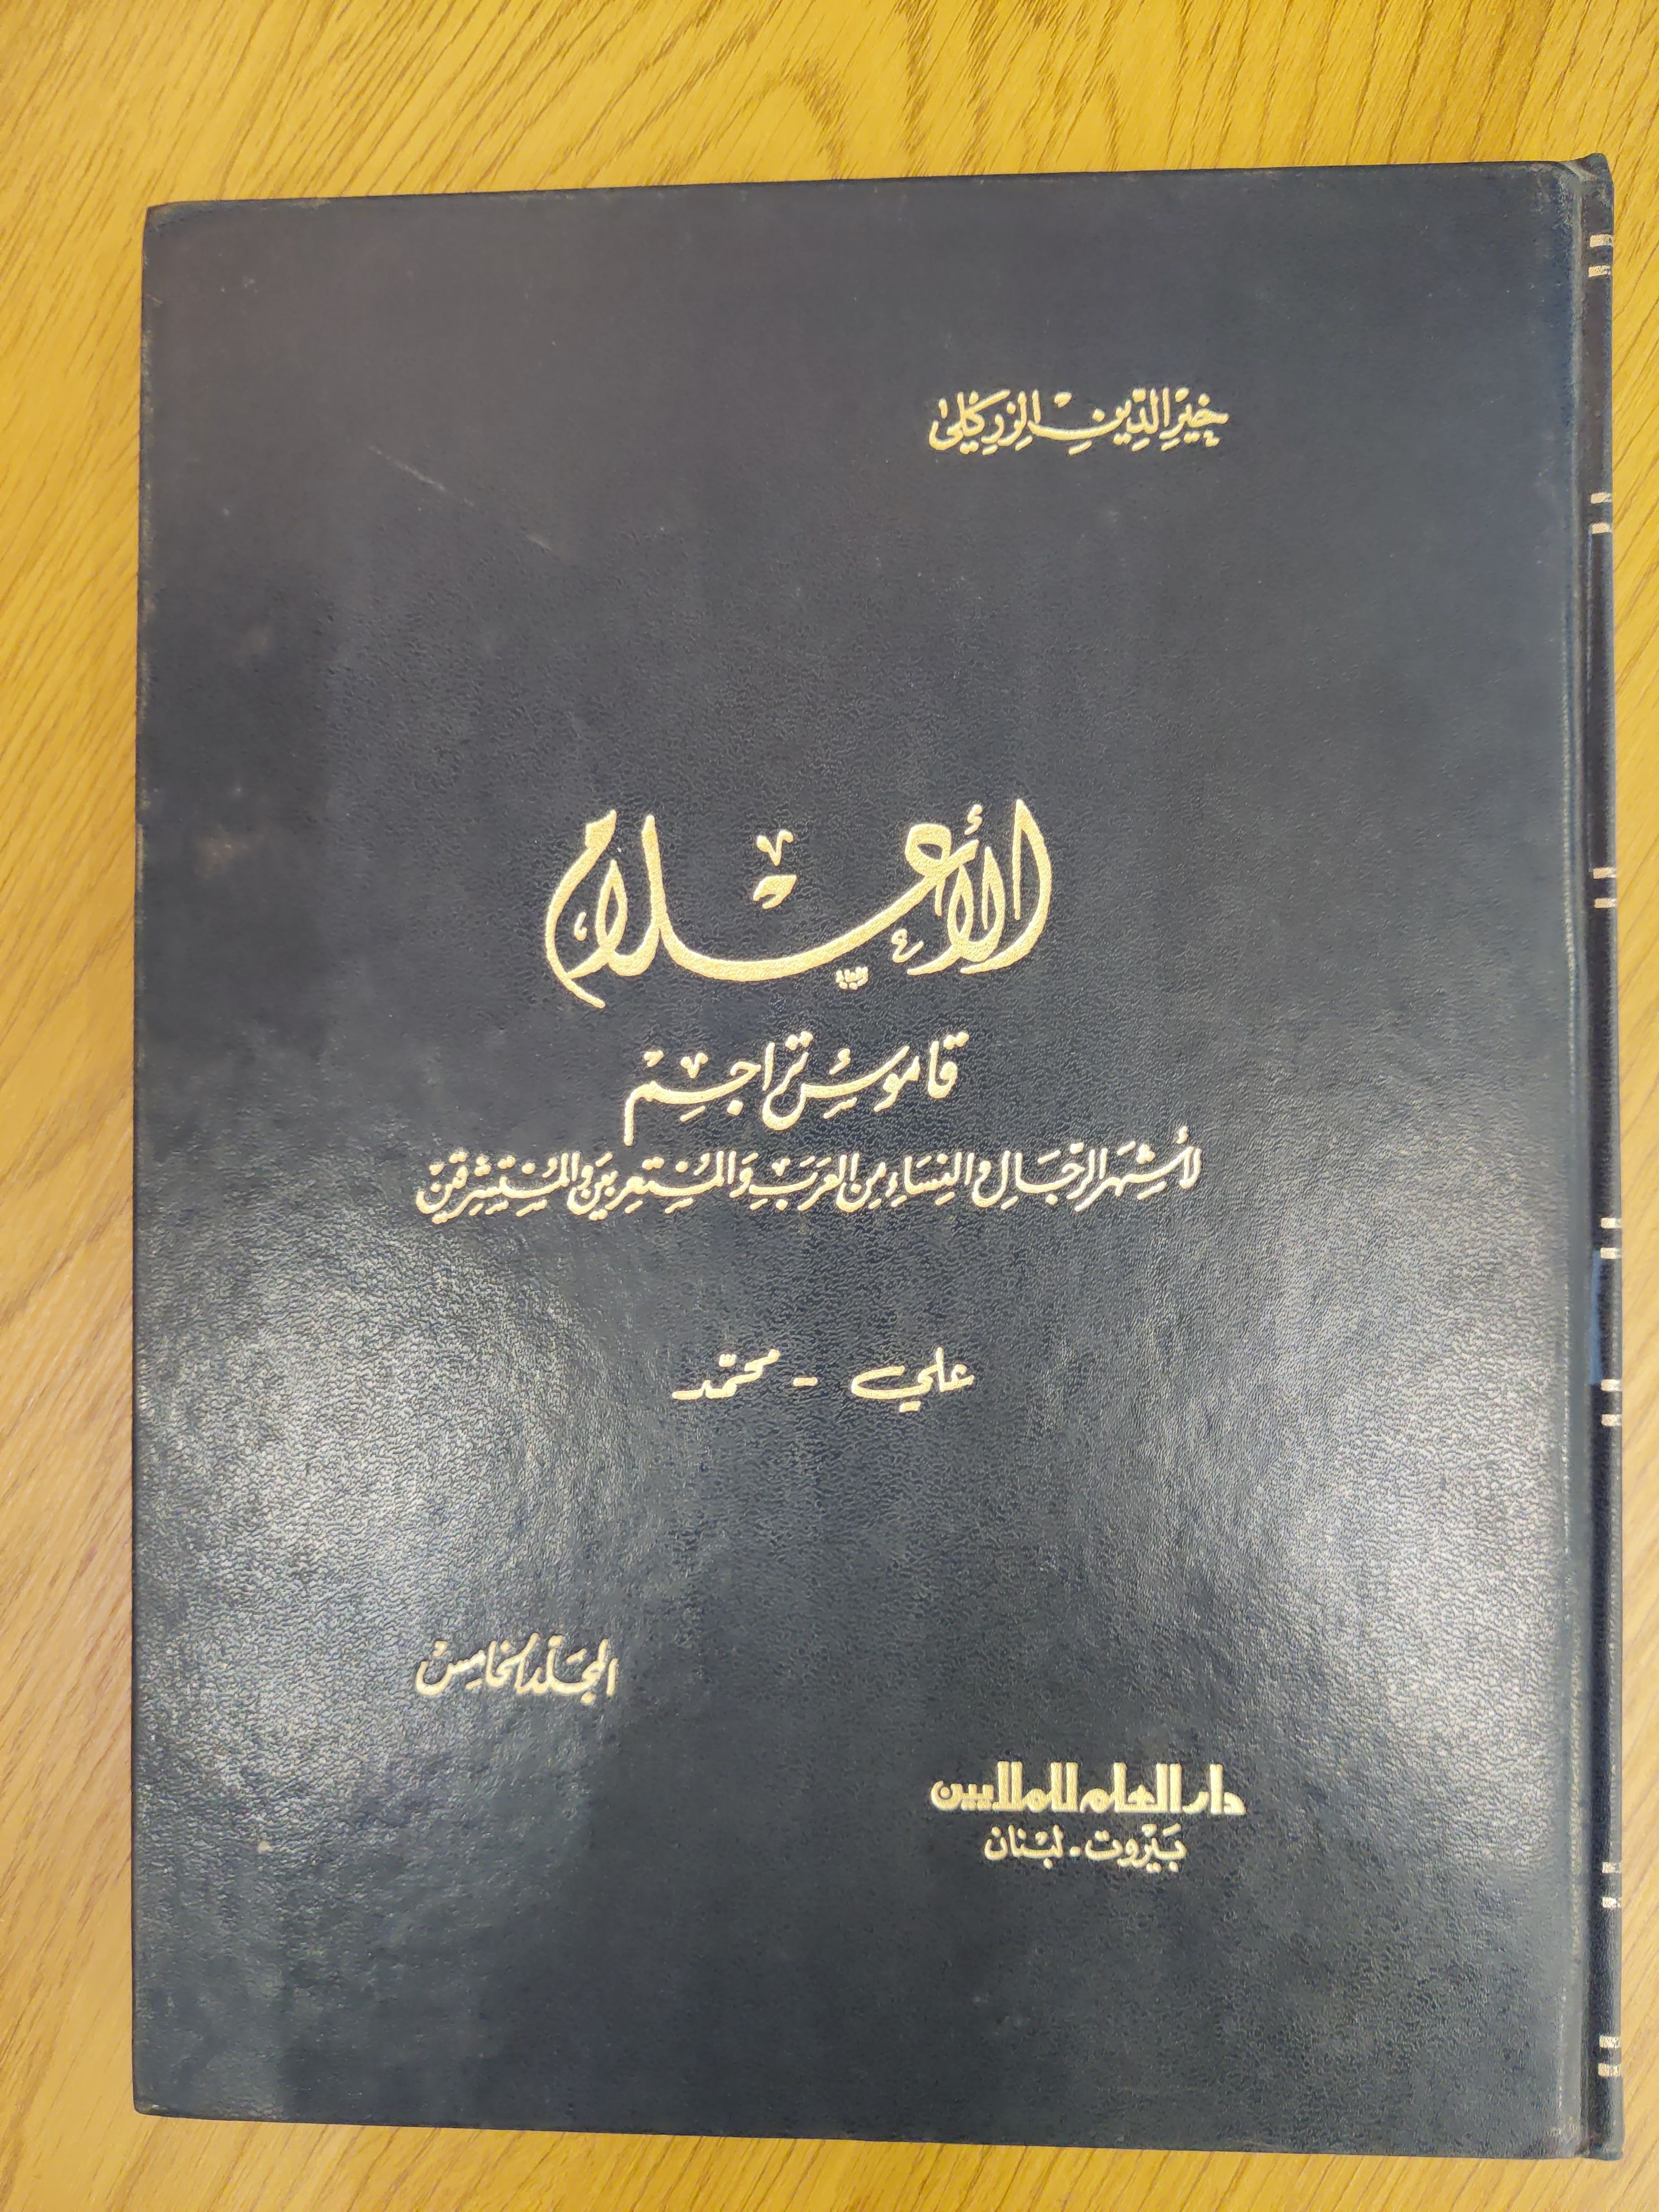 خير الدين الزركلي
الأعلام
قاموس تراجم
لأشهر الرجال والنساء من العرب والمستعربين والمستشرقين
علي - محمّد
المجلد الخامس
دار العلم للملايين
بيروت - لبنان